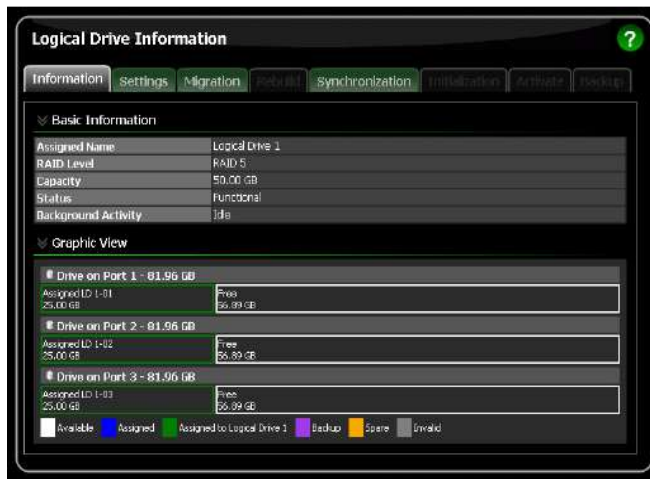 Logical Drive Information
?
Information Settings Migration Rebuild Synchronization Initialization Activate Backup
Basic Information
Assigned Name Logical Drive 1
RAID Level RAID 5
Capacity 50.00 GB
Status Functional
Background Activity Idle
Graphic View
Drive on Port 1 - 81.96 GB
Assigned LD 1-01 Free
25.00 GB 56.89 GB
Drive on Port 2 - 81.96 GB
Assigned LD 1-02 Free
25.00 GB 56.89 GB
Drive on Port 3 - 81.96 GB
Assigned LD 1-03 Free
25.00 GB 56.89 GB
Available Assigned Assigned to Logical Drive 1 Backup Spare Invalid